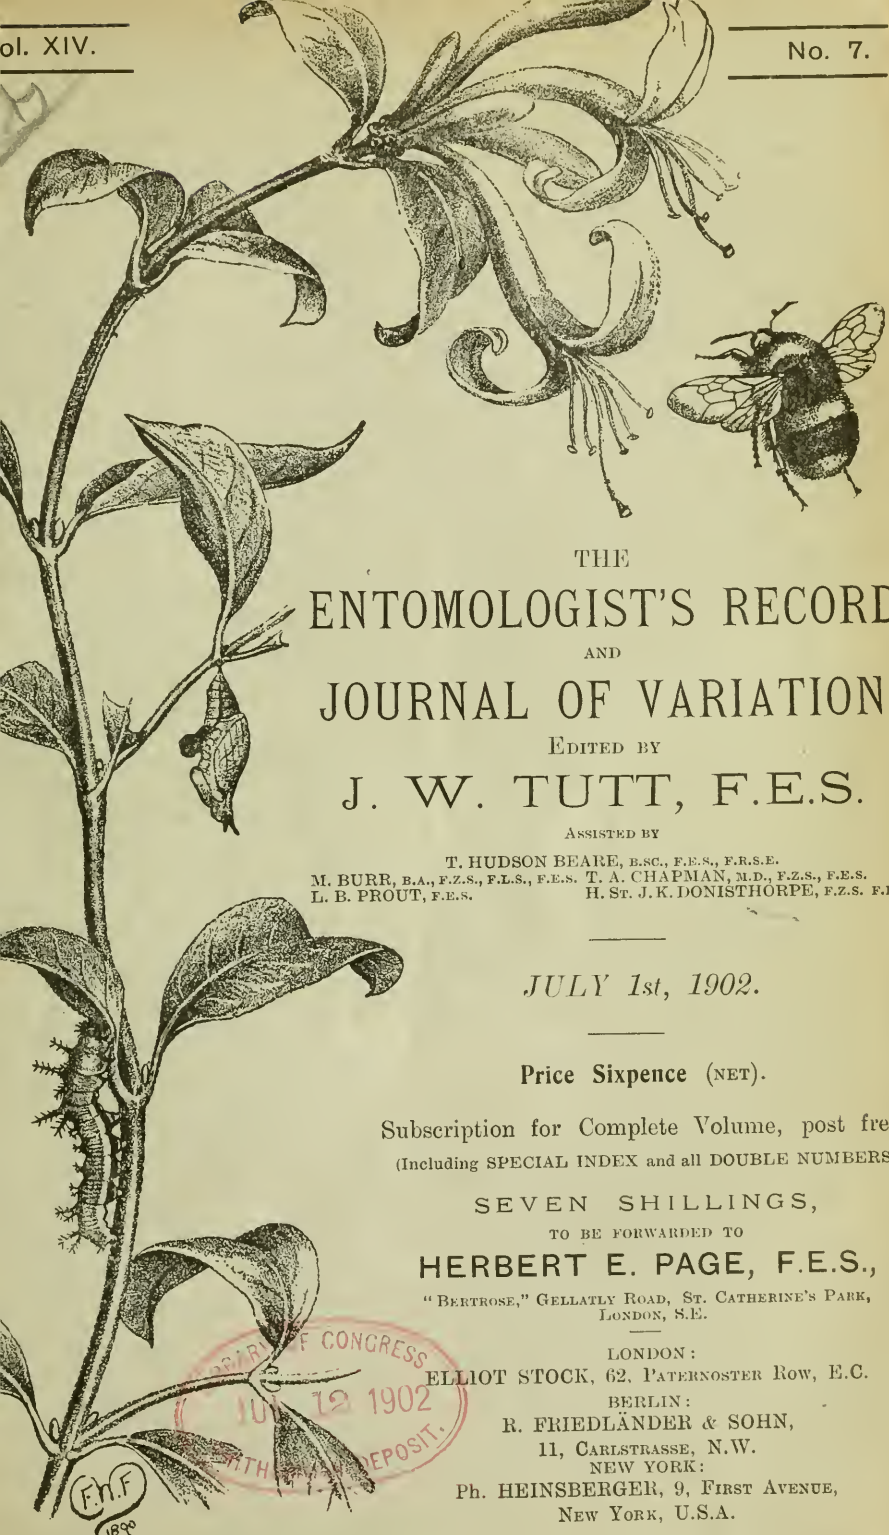 ol. XIV.
No. 7.
THE
ENTOMOLOGIST'S RECORD
AND
JOURNAL OF VARIATION
EDITED BY
J. W. TUTT, F.E.S.
ASSISTED BY
T. HUDSON BEARE, B.SC., F.E.S., F.R.S.E.
M. BURR, B.A., F.Z.S., F.L.S., F.E.S. T. A. CHAPMAN, M.D., F.Z.S., F.E.S.
L. B. PROUT, F.E.S. H. ST. J. K. DONISTHORPE, F.Z.S. F.E
JULY 1st, 1902.
Price Sixpence (NET).
Subscription for Complete Volume, post fre
(Including SPECIAL INDEX and all DOUBLE NUMBERS
SEVEN SHILLINGS,
TO BE FORWARDED TO
HERBERT E. PAGE, F.E.S.,
"BERTROSE," GELLATLY ROAD, ST. CATHERINE'S PARK,
LONDON, S.E.
LONDON:
ELLIOT STOCK, 62, PATERNOSTER ROW, E.C.
BERLIN:
R. FRIEDLÄNDER & SOHN,
11, CARLSTRASSE, N.W.
NEW YORK:
Ph. HEINSBERGER, 9, FIRST AVENUE,
NEW YORK, U.S.A.
OF CONGRESS
12 1902
DEPOSIT.
F.W.F
1890